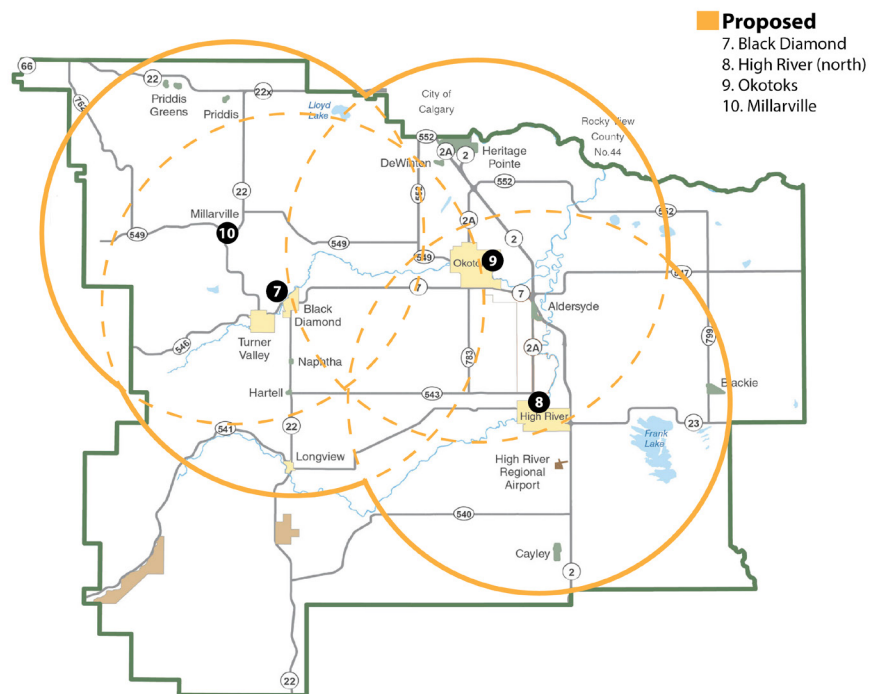 Proposed
7. Black Diamond
8. High River (north)
9. Okotoks
10. Millarville
66
22
22x
762
Priddis
Greens
Priddis
Lloyd
Lake
City of
Calgary
Rocky View
County
No.44
552
2A
2
Heritage
Pointe
DeWinton
552
552
552
22
2A
2
Millarville
549
10
549
549
Okotoks
9
547
7
7
7
Black
Diamond
Aldersyde
Turner
Valley
546
Naptha
2A
783
799
Hartell
543
8
Blackie
High River
22
541
23
Frank
Lake
Longview
High River
Regional
Airport
540
Cayley
2
22